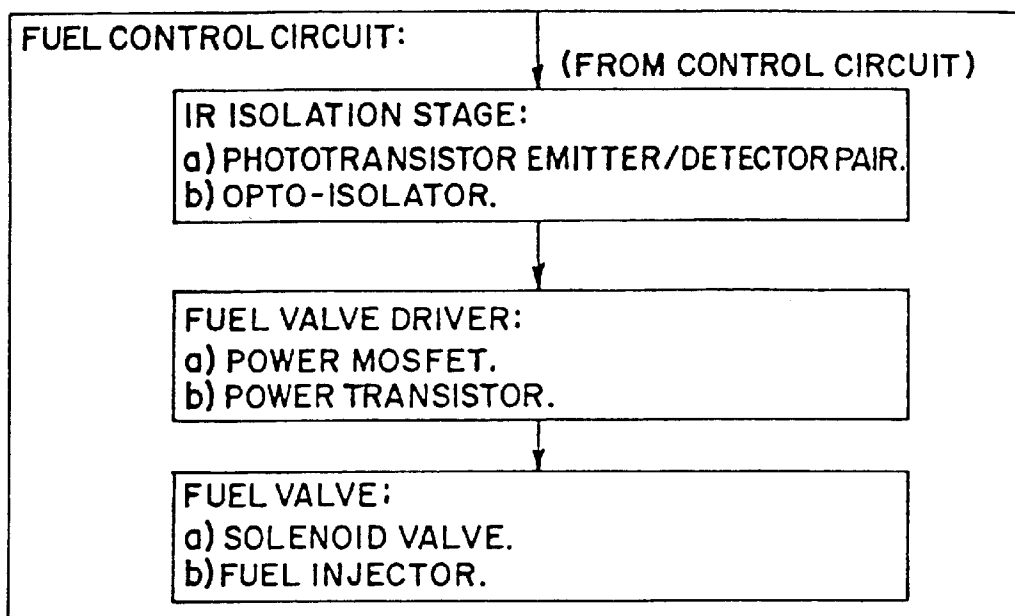 FUEL CONTROL CIRCUIT:
(FROM CONTROL CIRCUIT)
IR ISOLATION STAGE:
a) PHOTOTRANSISTOR EMITTER/DETECTOR PAIR.
b) OPTO-ISOLATOR.
FUEL VALVE DRIVER:
a) POWER MOSFET.
b) POWER TRANSISTOR.
FUEL VALVE:
a) SOLENOID VALVE.
b) FUEL INJECTOR.